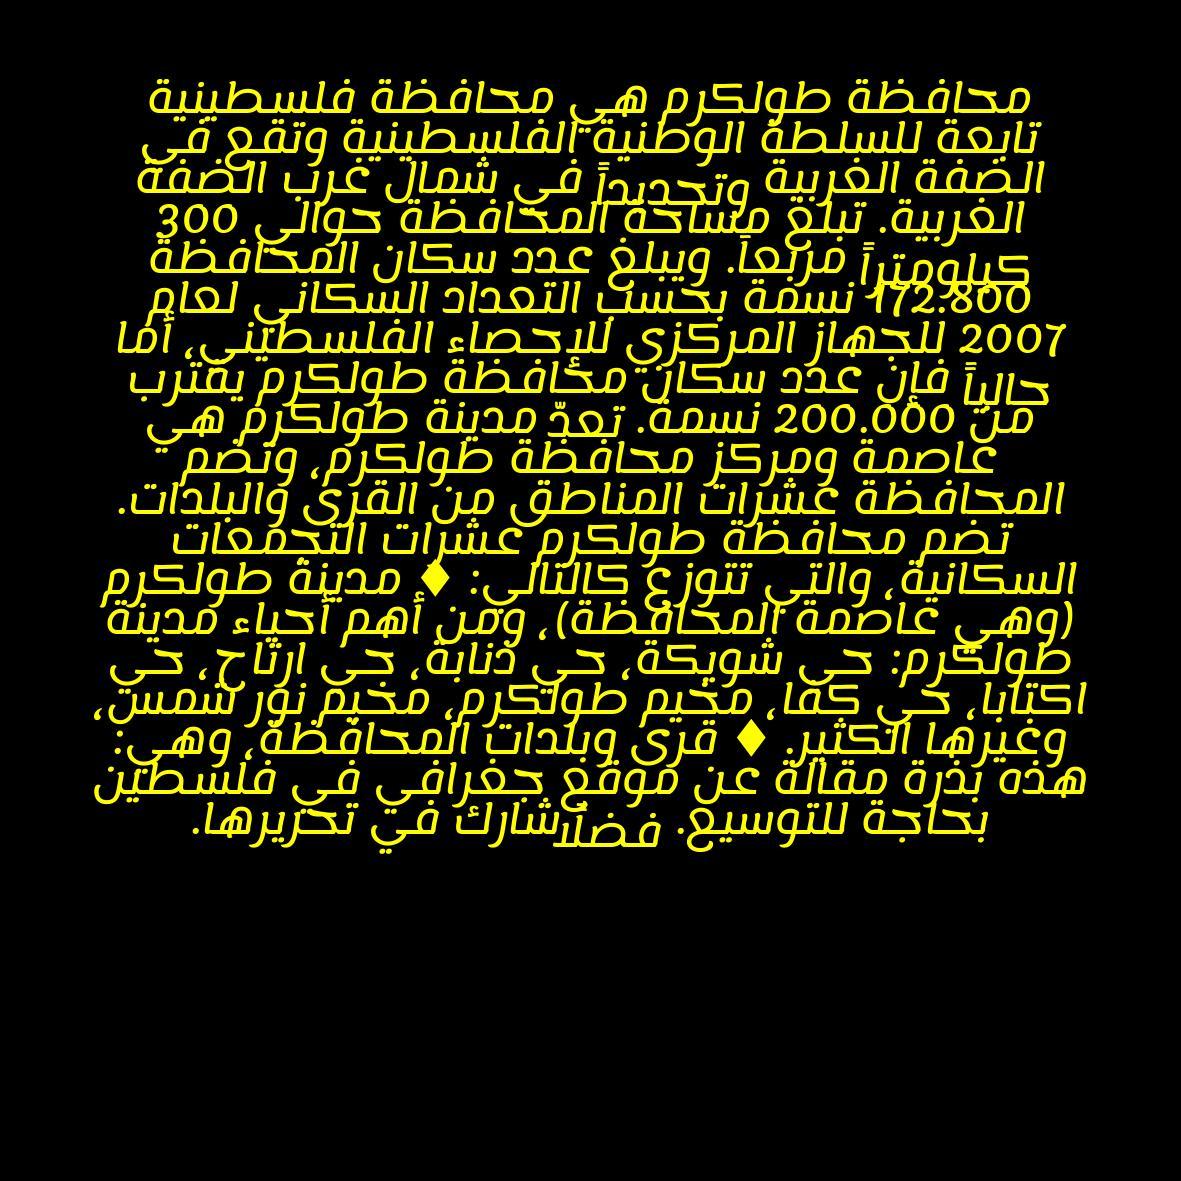 محافظة طولكرم هي محافظة فلسطينية
تابعة للسلطة الوطنية الفلسطينية وتقع في
الضفة الغربية وتحديداً في شمال غرب الضفة
الغربية. تبلغ مساحة المحافظة حوالي 300
كيلومتراً مربعاً. ويبلغ عدد سكان المحافظة
172.800 نسمة بحسب التعداد السكاني لعام
2007 للجهاز المركزي للإحصاء الفلسطيني، أما
حالياً فإن عدد سكان محافظة طولكرم يقترب
من 200.000 نسمة. تعدّ مدينة طولكرم هي
عاصمة ومركز محافظة طولكرم، وتضم
المحافظة عشرات المناطق من القرى والبلدات.
تضم محافظة طولكرم عشرات التجمعات
السكانية، والتي تتوزع كالتالي: ♦ مدينة طولكرم
(وهي عاصمة المحافظة)، ومن أهم أحياء مدينة
طولكرم: حي شويكة، حي ذنابة، حي ارتاح، حي
اكتابا، حي كفا، مخيم طولكرم، مخيم نور شمس،
وغيرها الكثير. ♦ قرى وبلدات المحافظة، وهي:
هذه بذرة مقالة عن موقع جغرافي في فلسطين
بحاجة للتوسيع. فضلًا شارك في تحريرها.